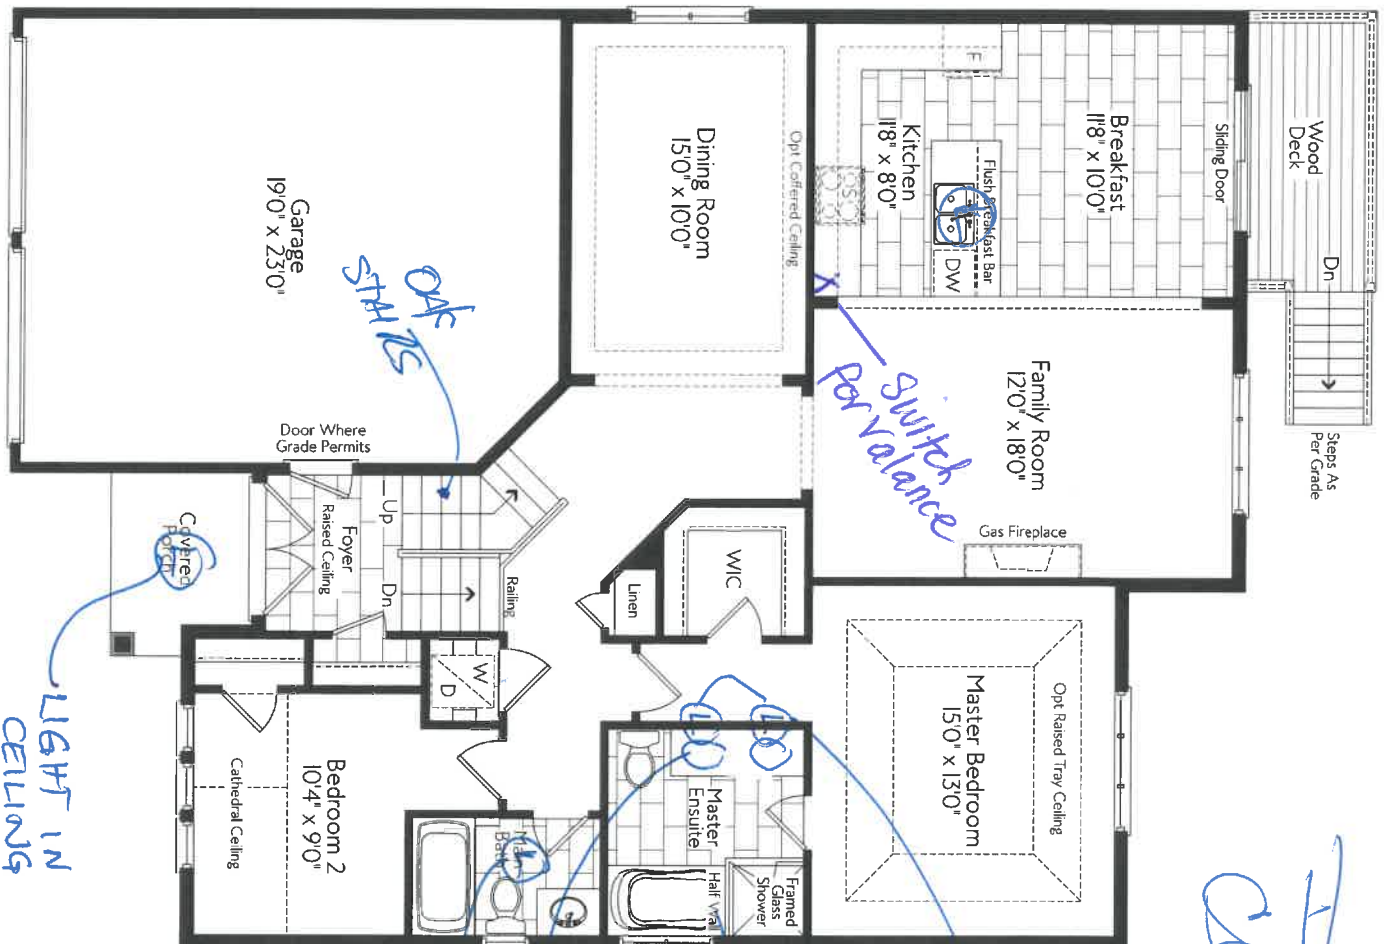 Wood
Deck
Dn
Steps As
Per Grade
Sliding Door
Breakfast
11'8" x 10'0"
Flush Breakfast Bar
DW
F
Kitchen
11'8" x 8'0"
Opt Coffered Ceiling
Dining Room
15'0" x 10'0"
Garage
19'0" x 23'0"
OAK
STAIRS
X
Switch
for Valance
Family Room
12'0" x 18'0"
Gas Fireplace
Door Where
Grade Permits
Up
Foyer
Raised Ceiling
Dn
Railing
Covered
Porch
LIGHT IN
CEILING
WIC
Linen
W
D
Opt Raised Tray Ceiling
Master Bedroom
15'0" x 13'0"
L
L
Master
Ensuite
Framed
Glass
Shower
Half Wall
Main
Bath
Bedroom 2
10'4" x 9'0"
Cathedral Ceiling